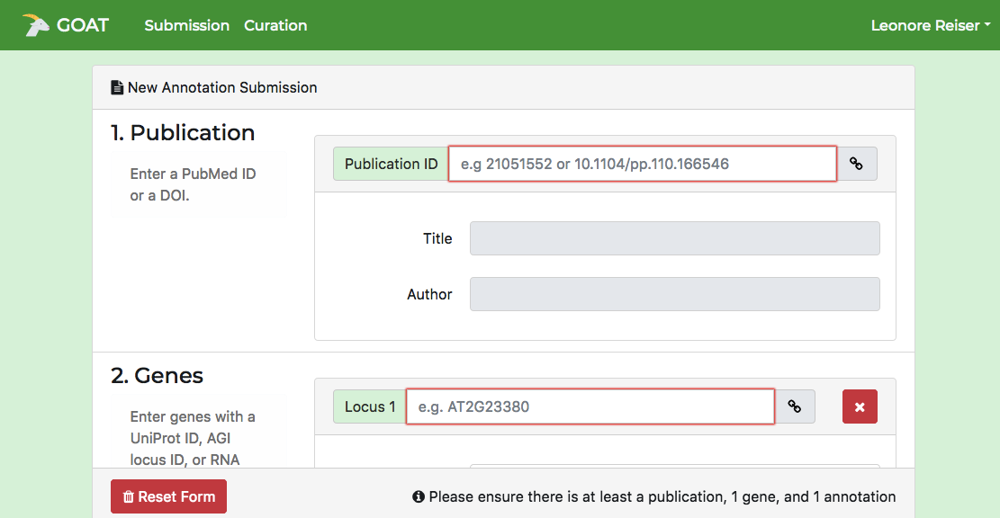 GOAT
Submission Curation
Leonore Reiser
New Annotation Submission
1. Publication
Enter a PubMed ID
or a DOI.
Publication ID
e.g 21051552 or 10.1104/pp.110.166546
Title
Author
2. Genes
Enter genes with a
UniProt ID, AGI
locus ID, or RNA
Locus 1
e.g. AT2G23380
Reset Form
Please ensure there is at least a publication, 1 gene, and 1 annotation